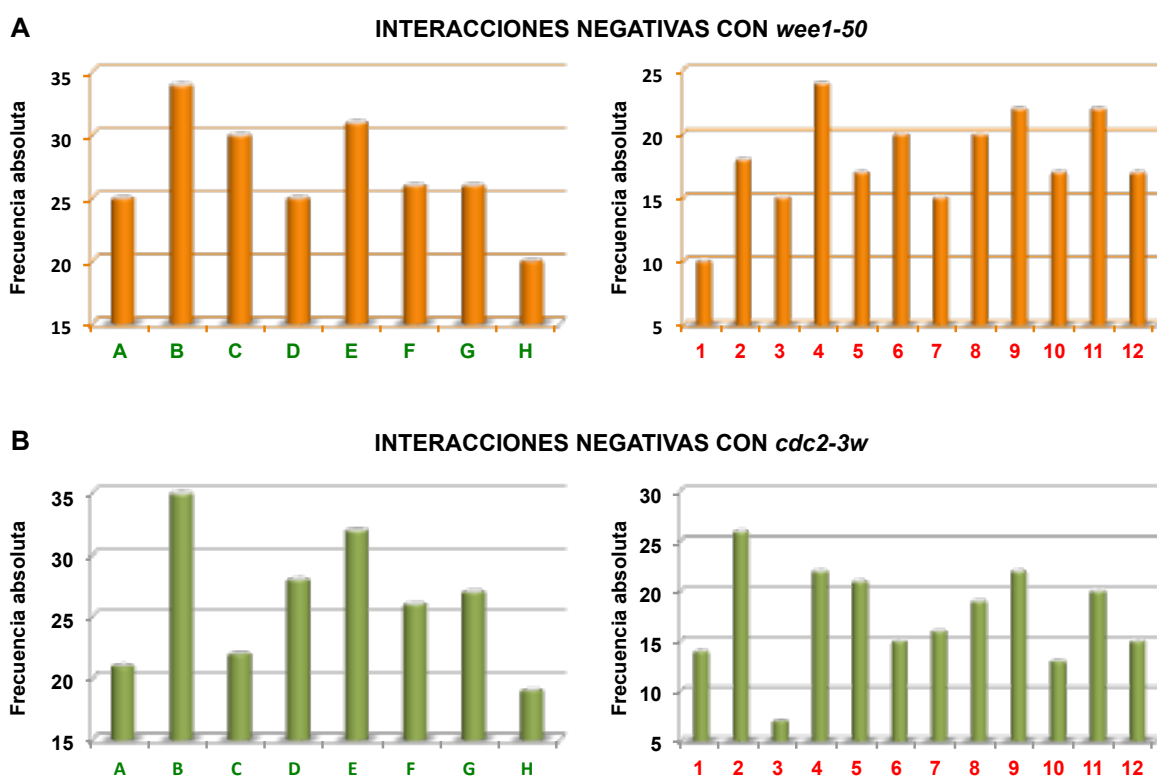 A
INTERACCIONES NEGATIVAS CON wee1-50
Frecuencia absoluta
35
30
25
20
15
A B C D E F G H
Frecuencia absoluta
25
20
15
10
5
1 2 3 4 5 6 7 8 9 10 11 12
B
INTERACCIONES NEGATIVAS CON cdc2-3w
Frecuencia absoluta
35
30
25
20
15
A B C D E F G H
Frecuencia absoluta
30
25
20
15
10
5
1 2 3 4 5 6 7 8 9 10 11 12